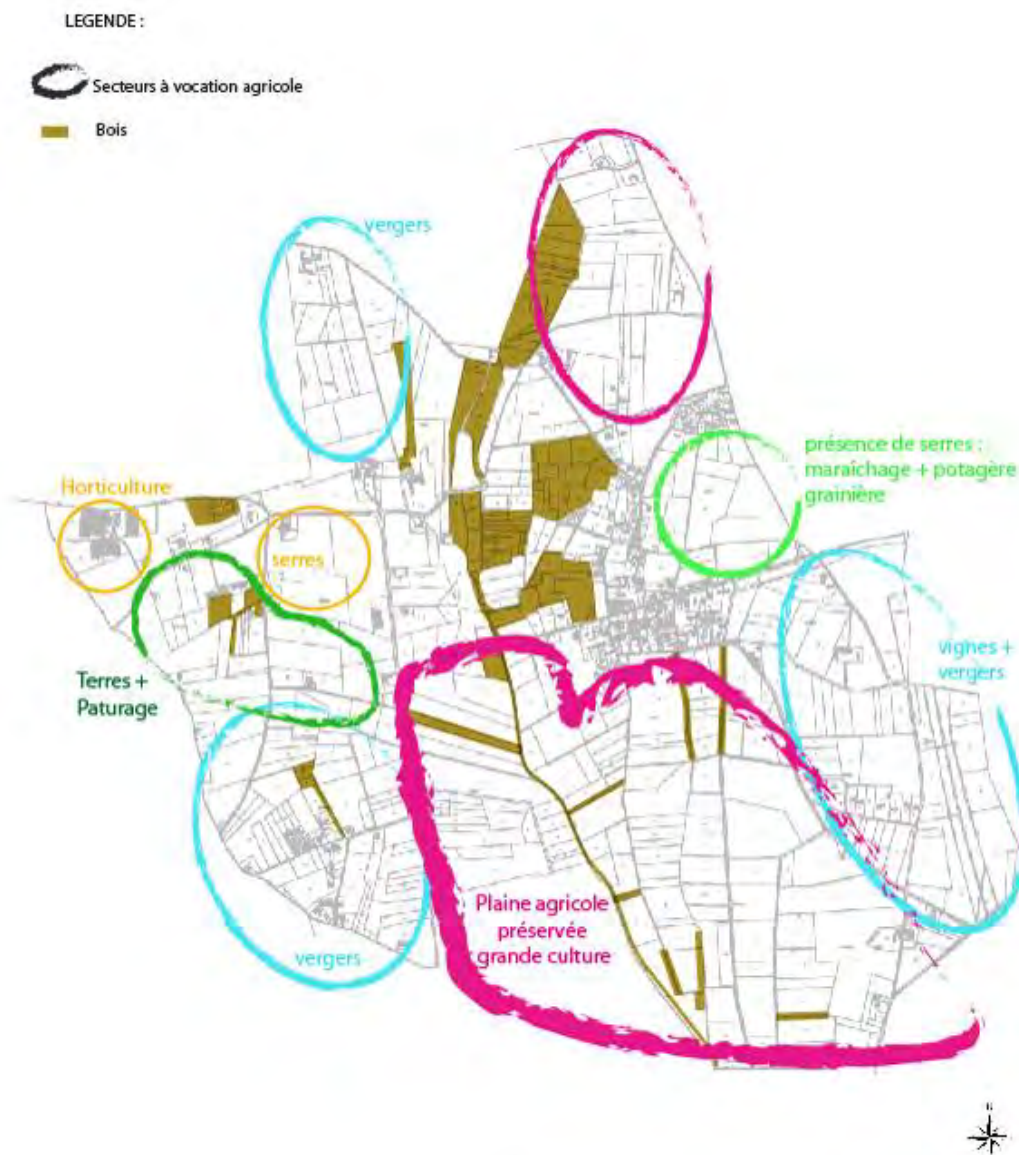 LEGENDE :
Secteurs à vocation agricole
Bois
vergers
présence de serres :
maraîchage + potagère
grainière
Horticulture
serres
Terres +
Paturage
vignes +
vergers
Plaine agricole
préservée
grande culture
vergers